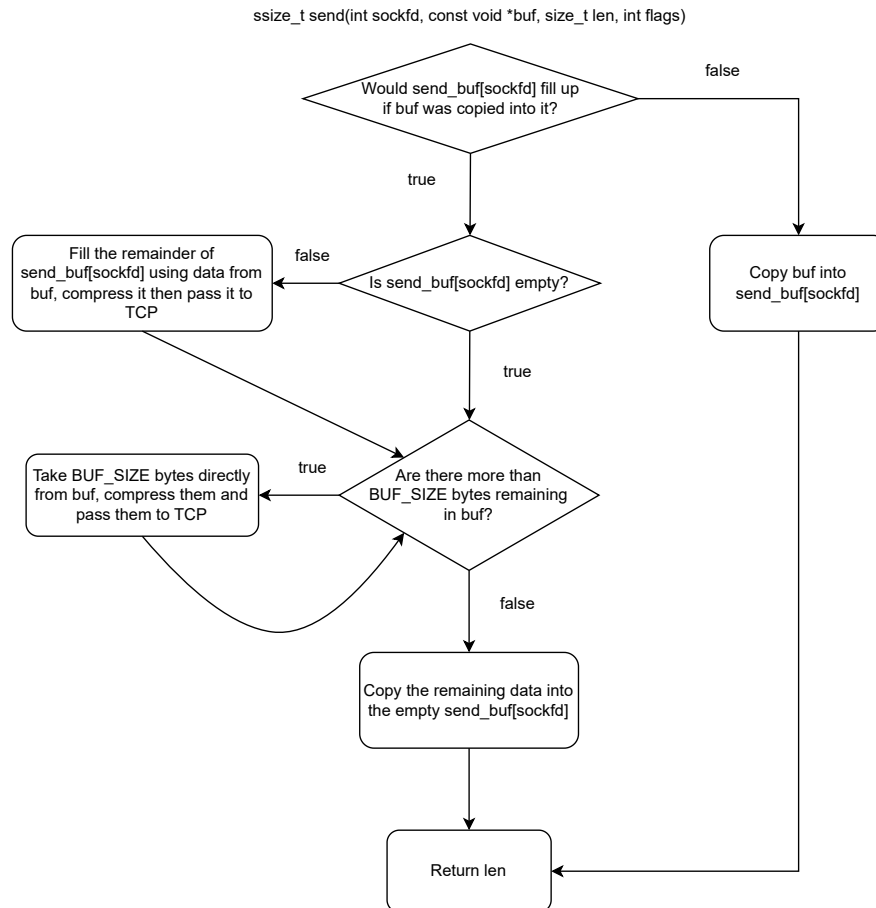 ssize_t send(int sockfd, const void *buf, size_t len, int flags)
Would send_buf[sockfd] fill up
if buf was copied into it?
false
true
Fill the remainder of
send_buf[sockfd] using data from
buf, compress it then pass it to
TCP
false
Is send_buf[sockfd] empty?
Copy buf into
send_buf[sockfd]
true
Take BUF_SIZE bytes directly
from buf, compress them and
pass them to TCP
true
Are there more than
BUF_SIZE bytes remaining
in buf?
false
Copy the remaining data into
the empty send_buf[sockfd]
Return len